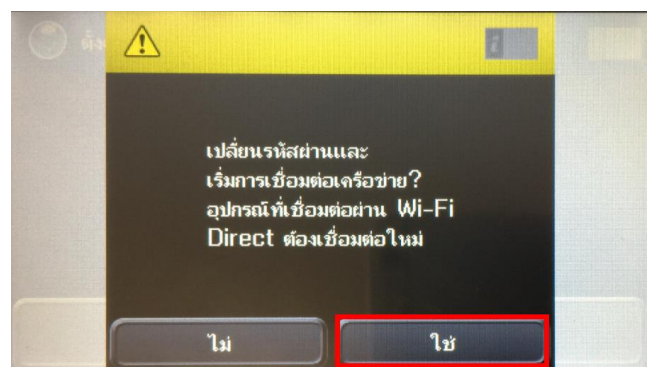 เปลี่ยนรหัสผ่านและ
เริ่มการเชื่อมต่อเครือข่าย?
อุปกรณ์ที่เชื่อมต่อผ่าน Wi-Fi
Direct ต้องเชื่อมต่อใหม่
ไม่
ใช่